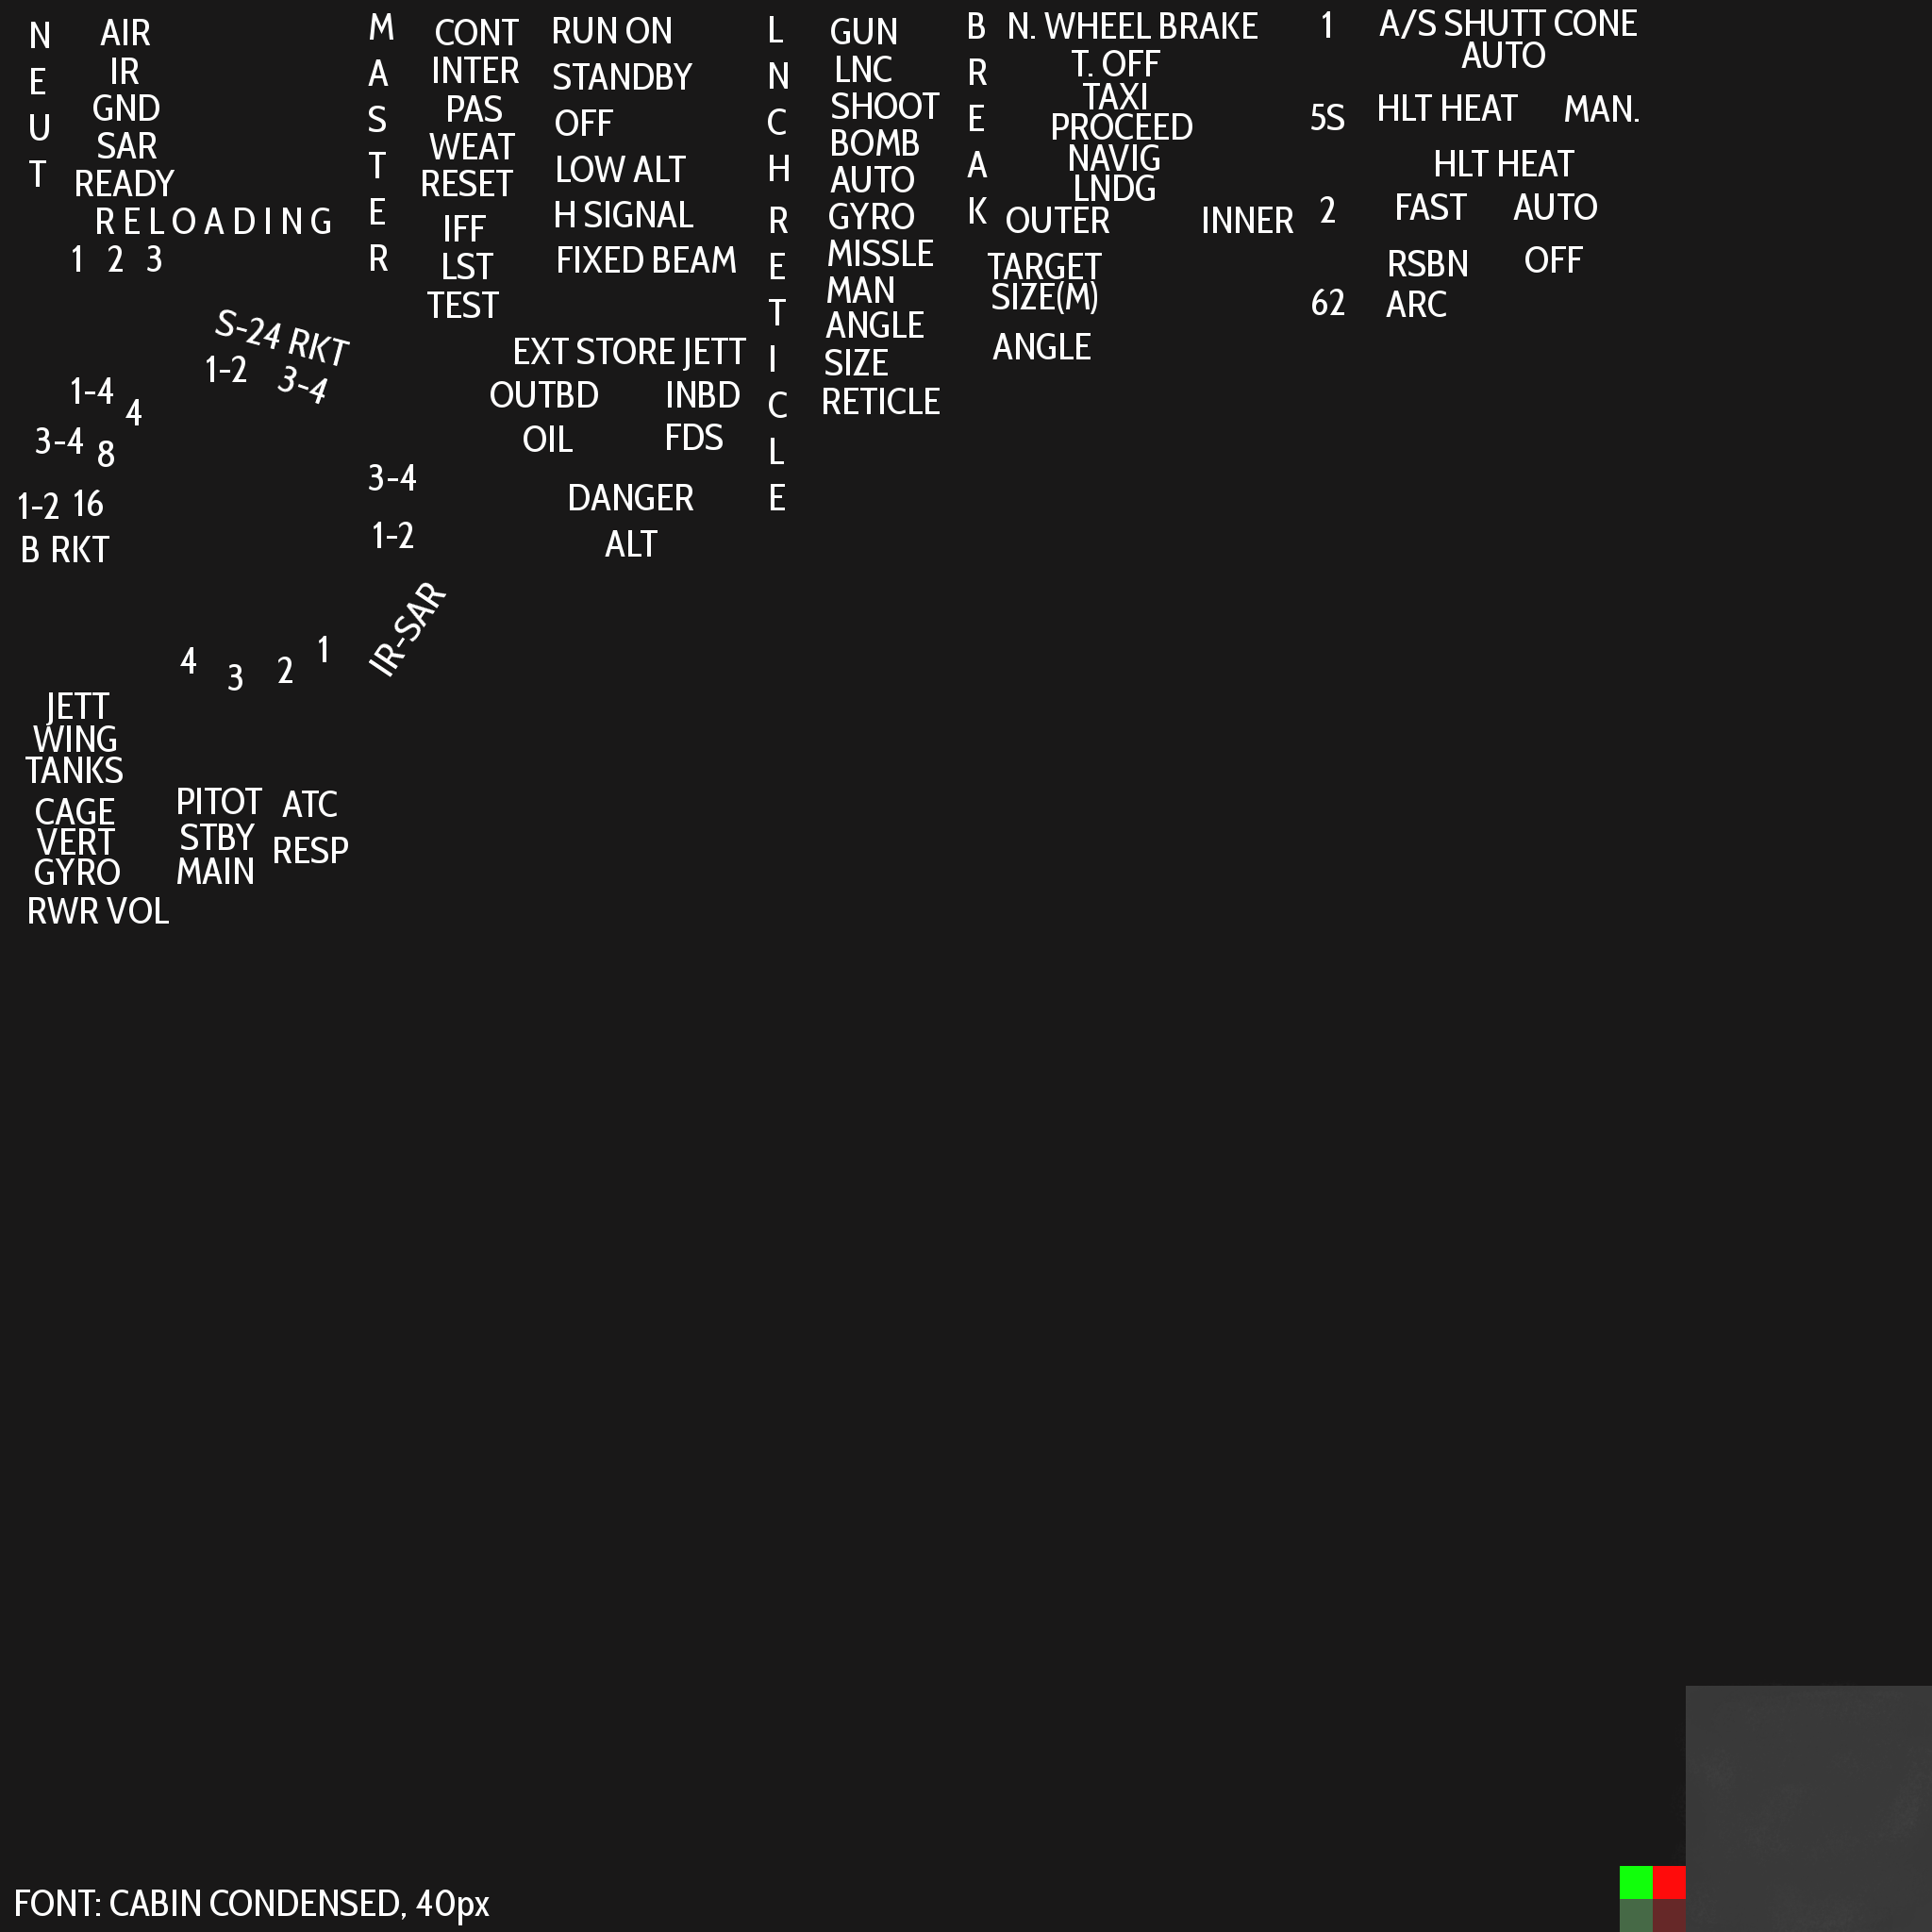 NEUT
AIR
IR
GND
SAR
READY
RELOADING
1 2 3
S-24 RKT
1-2 3-4
1-4 4
3-4 8
1-2 16
B RKT
3-4
1-2
IR-SAR
4 3 2 1
JETT
WING
TANKS
CAGE
VERT
GYRO
RWR VOL
PITOT
STBY
MAIN
ATC
RESP
MASTER
CONT
INTER
PAS
WEAT
RESET
IFF
LST
TEST
RUN ON
STANDBY
OFF
LOW ALT
H SIGNAL
FIXED BEAM
EXT STORE JETT
OUTBD INBD
OIL FDS
DANGER
ALT
LNCH RETICLE
GUN
LNC
SHOOT
BOMB
AUTO
GYRO
MISSLE
MAN
ANGLE
SIZE
RETICLE
BREAK
N. WHEEL BRAKE
T. OFF
TAXI
PROCEED
NAVIG
LNDG
OUTER INNER
TARGET
SIZE(M)
ANGLE
1
5S
2
62
A/S SHUTT CONE
AUTO
HLT HEAT MAN.
HLT HEAT
FAST AUTO
RSBN OFF
ARC
FONT: CABIN CONDENSED, 40px